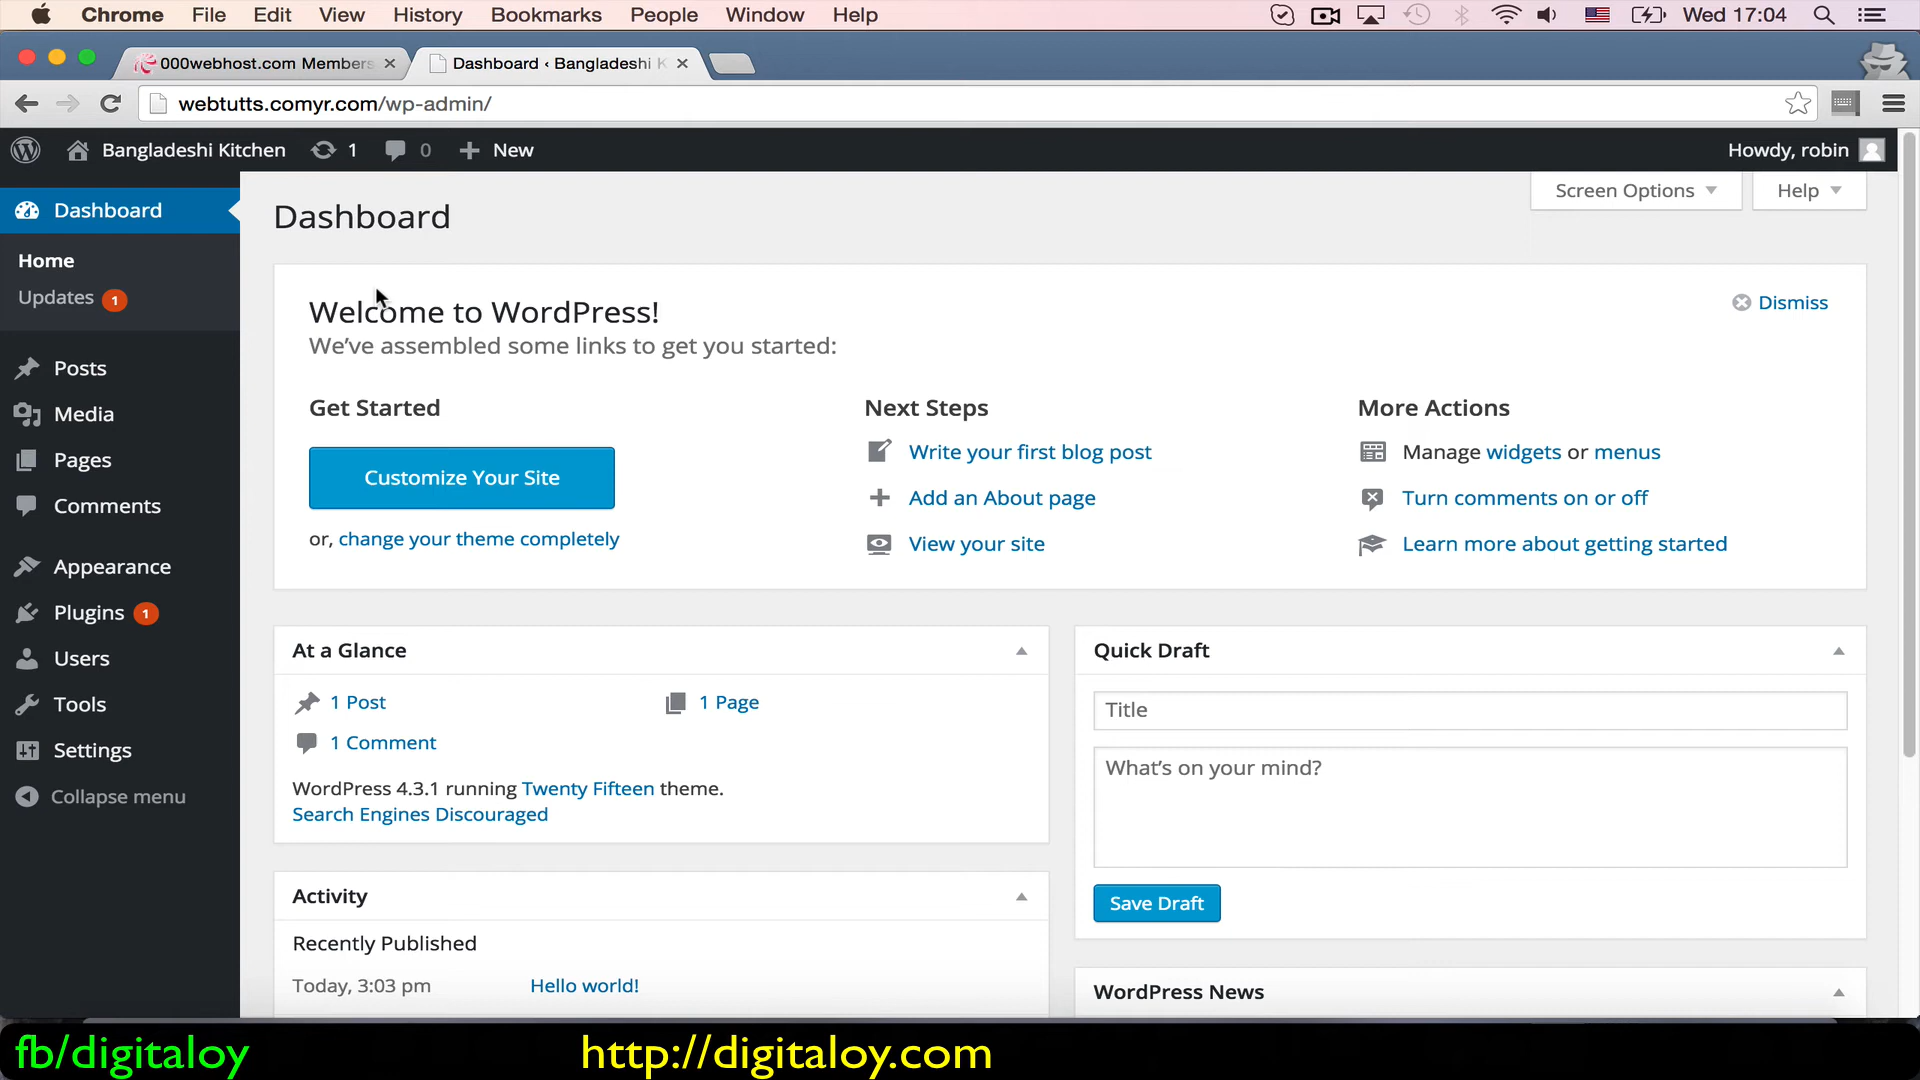 Chrome File Edit View History Bookmarks People Window Help Wed 17:04
000webhost.com Members Dashboard ‹ Bangladeshi K
webtutts.comyr.com/wp-admin/
Bangladeshi Kitchen 1 0 New Howdy, robin
Screen Options Help
Dashboard
Home
Updates 1
Posts
Media
Pages
Comments
Appearance
Plugins 1
Users
Tools
Settings
Collapse menu
Dashboard
Welcome to WordPress!
Dismiss
We’ve assembled some links to get you started:
Get Started
Customize Your Site
or, change your theme completely
Next Steps
Write your first blog post
Add an About page
View your site
More Actions
Manage widgets or menus
Turn comments on or off
Learn more about getting started
At a Glance
1 Post 1 Page
1 Comment
WordPress 4.3.1 running Twenty Fifteen theme.
Search Engines Discouraged
Activity
Recently Published
Today, 3:03 pm Hello world!
Quick Draft
Title
What’s on your mind?
Save Draft
WordPress News
fb/digitaloy http://digitaloy.com